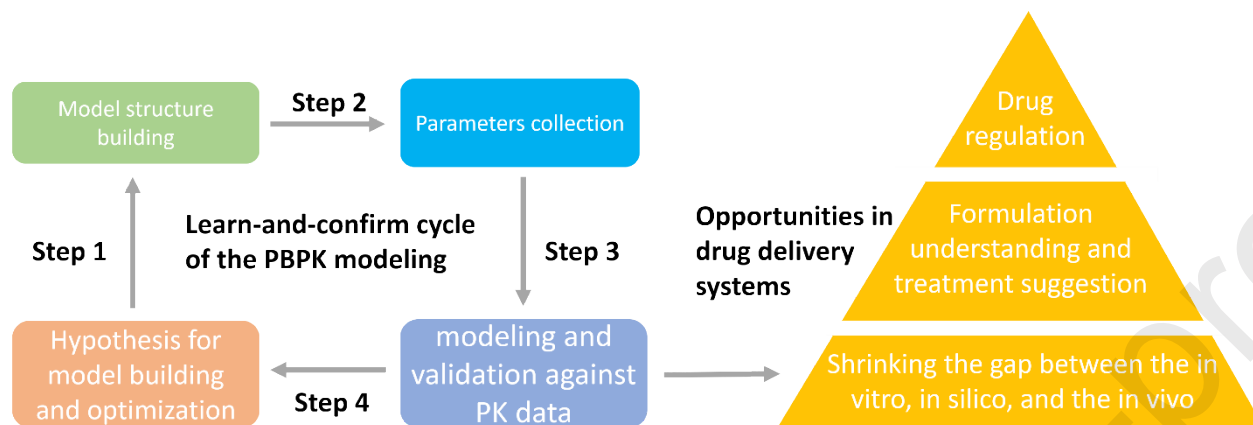 Model structure
building
Step 2
Parameters collection
Step 1
Learn-and-confirm cycle
of the PBPK modeling
Step 3
Hypothesis for
model building
and optimization
Step 4
modeling and
validation against
PK data
Opportunities in
drug delivery
systems
Drug
regulation
Formulation
understanding and
treatment suggestion
Shrinking the gap between the in
vitro, in silico, and the in vivo